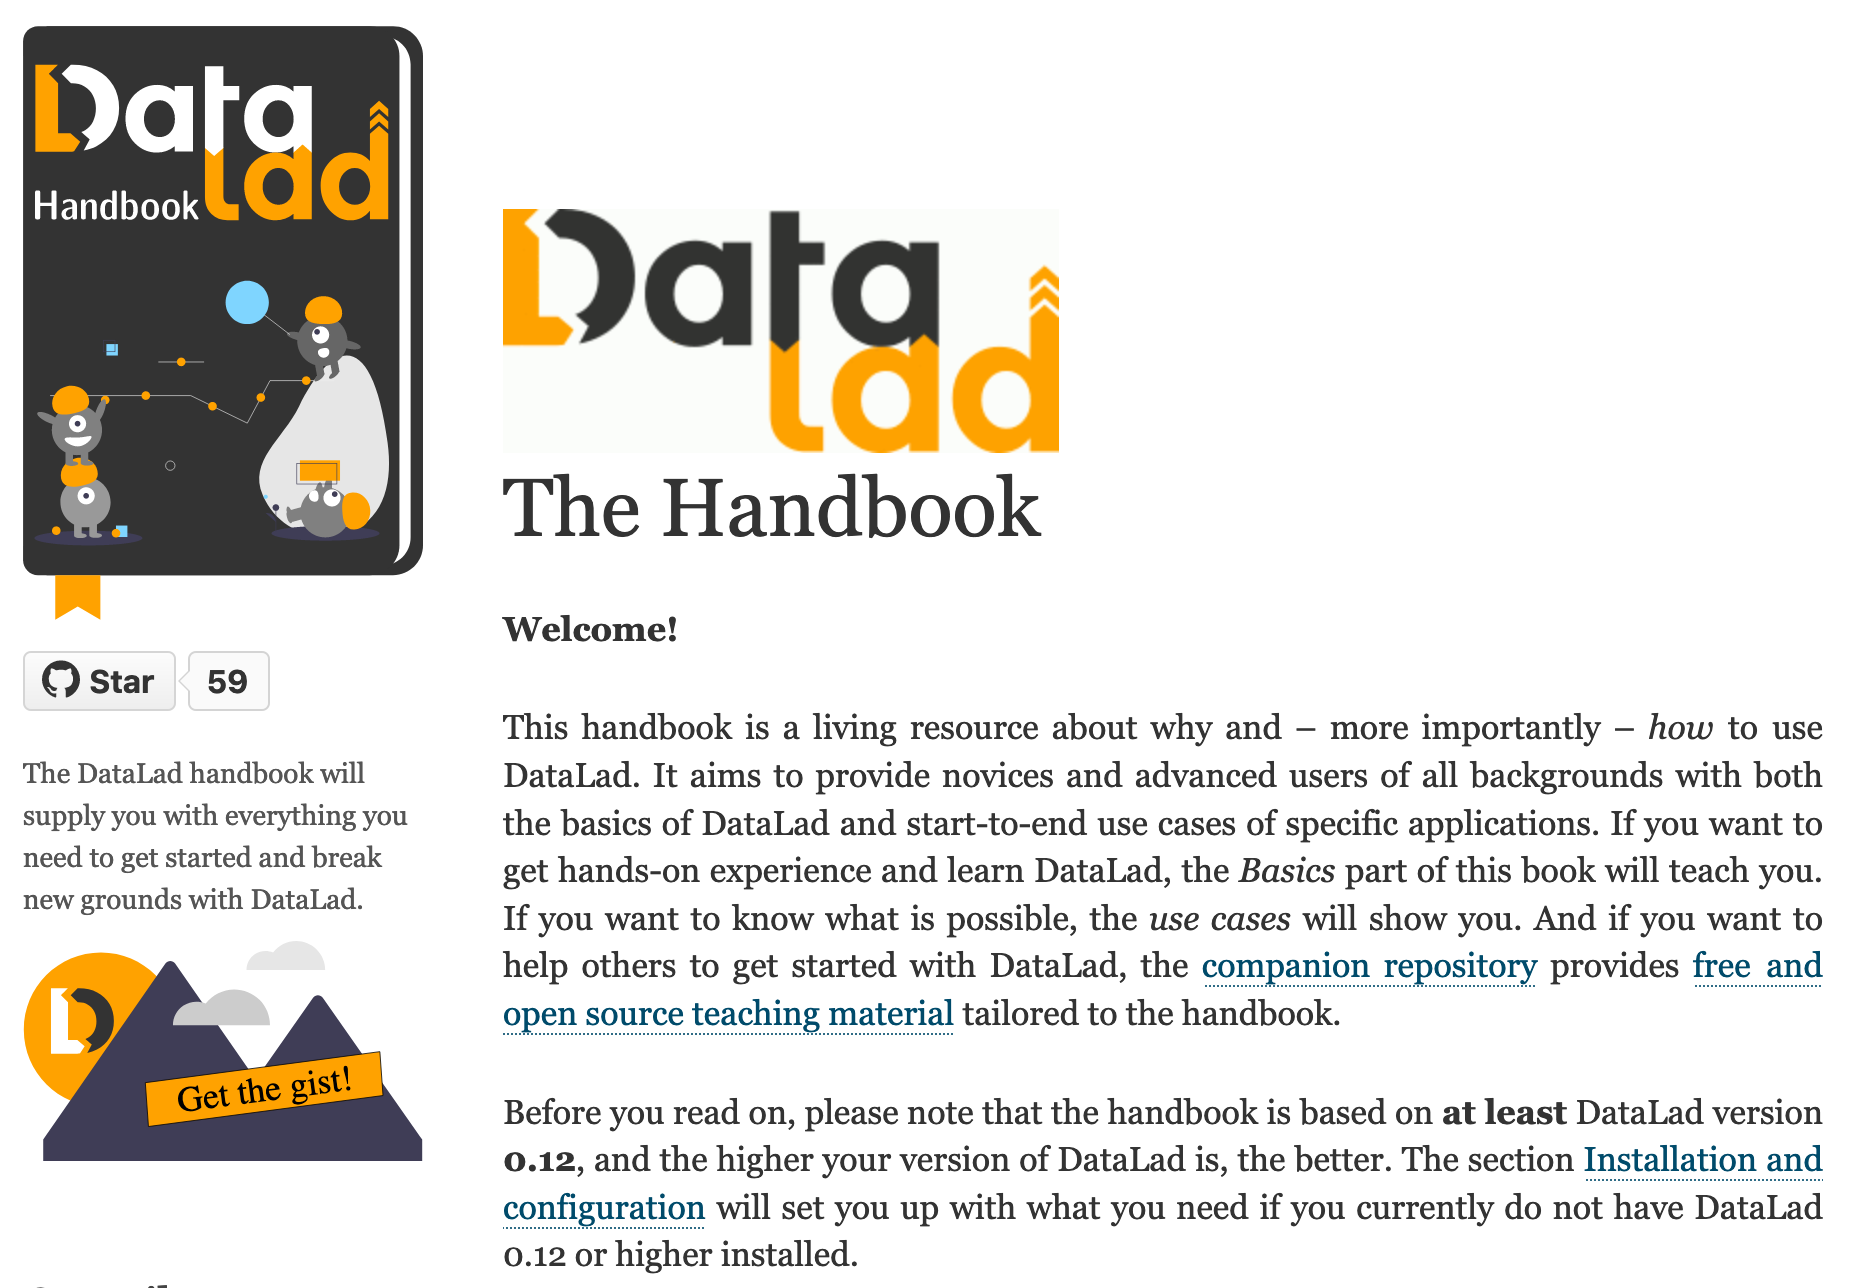 Data
Handbook lad
Star 59
The DataLad handbook will
supply you with everything you
need to get started and break
new grounds with DataLad.
D
Get the gist!
Data
lad
The Handbook
Welcome!
This handbook is a living resource about why and – more importantly – how to use
DataLad. It aims to provide novices and advanced users of all backgrounds with both
the basics of DataLad and start-to-end use cases of specific applications. If you want to
get hands-on experience and learn DataLad, the Basics part of this book will teach you.
If you want to know what is possible, the use cases will show you. And if you want to
help others to get started with DataLad, the companion repository provides free and
open source teaching material tailored to the handbook.
Before you read on, please note that the handbook is based on at least DataLad version
0.12, and the higher your version of DataLad is, the better. The section Installation and
configuration will set you up with what you need if you currently do not have DataLad
0.12 or higher installed.